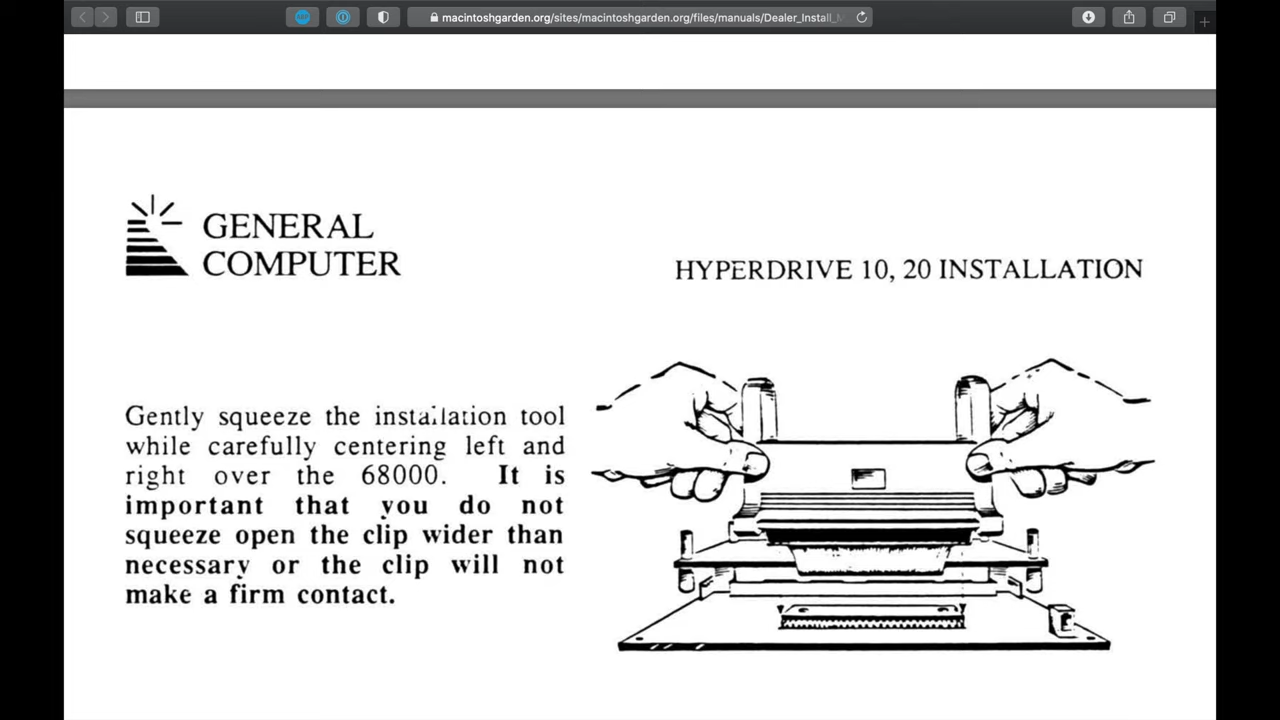 macintoshgarden.org/sites/macintoshgarden.org/files/manuals/Dealer_Install_
GENERAL
COMPUTER
HYPERDRIVE 10, 20 INSTALLATION
Gently squeeze the installation tool
while carefully centering left and
right over the 68000. It is
important that you do not
squeeze open the clip wider than
necessary or the clip will not
make a firm contact.